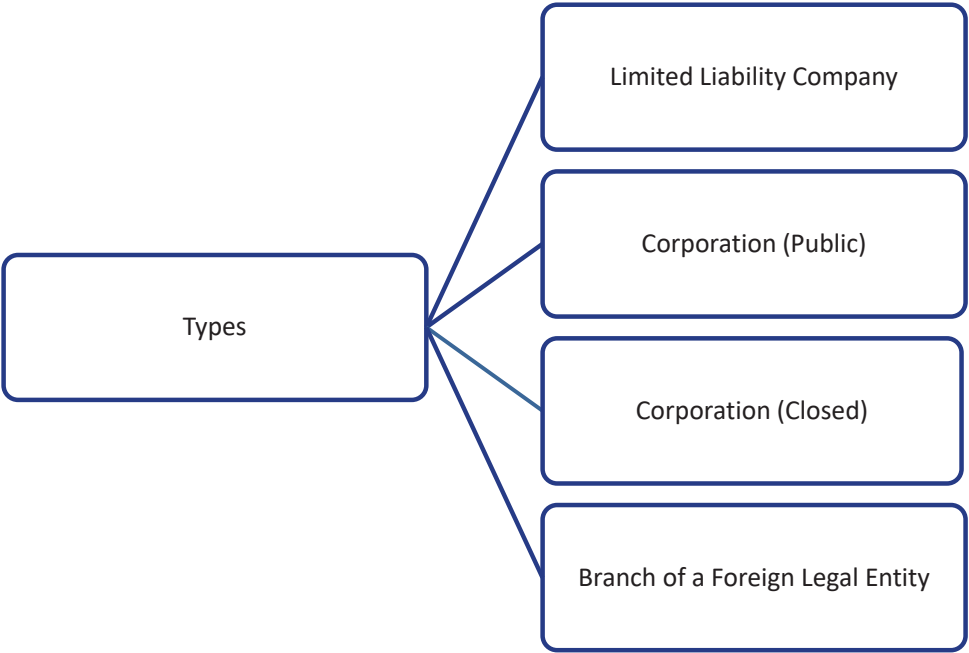 Types
Limited Liability Company
Corporation (Public)
Corporation (Closed)
Branch of a Foreign Legal Entity